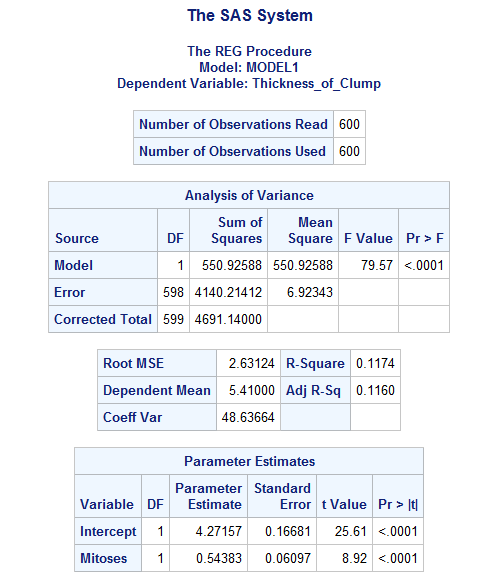 The SAS System
The REG Procedure
Model: MODEL1
Dependent Variable: Thickness_of_Clump
Number of Observations Read 600
Number of Observations Used 600
Analysis of Variance
Source DF Sum of Squares Mean Square F Value Pr > F
Model 1 550.92588 550.92588 79.57 <.0001
Error 598 4140.21412 6.92343
Corrected Total 599 4691.14000
Root MSE 2.63124 R-Square 0.1174
Dependent Mean 5.41000 Adj R-Sq 0.1160
Coeff Var 48.63664
Parameter Estimates
Variable DF Parameter Estimate Standard Error t Value Pr > |t|
Intercept 1 4.27157 0.16681 25.61 <.0001
Mitoses 1 0.54383 0.06097 8.92 <.0001